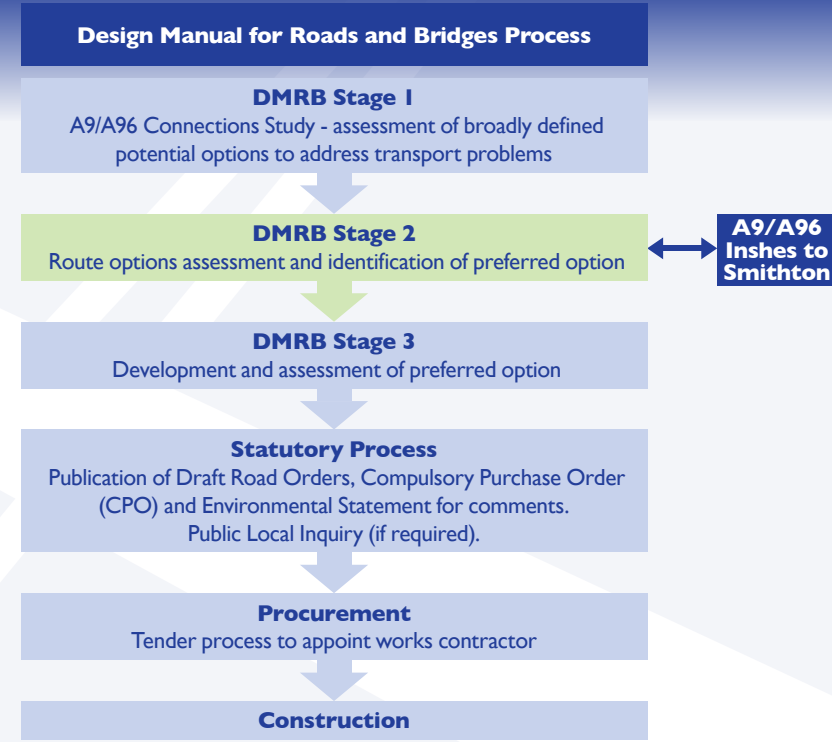 Design Manual for Roads and Bridges Process
DMRB Stage 1
A9/A96 Connections Study - assessment of broadly defined
potential options to address transport problems
DMRB Stage 2
Route options assessment and identification of preferred option
A9/A96
Inshes to
Smithton
DMRB Stage 3
Development and assessment of preferred option
Statutory Process
Publication of Draft Road Orders, Compulsory Purchase Order
(CPO) and Environmental Statement for comments.
Public Local Inquiry (if required).
Procurement
Tender process to appoint works contractor
Construction